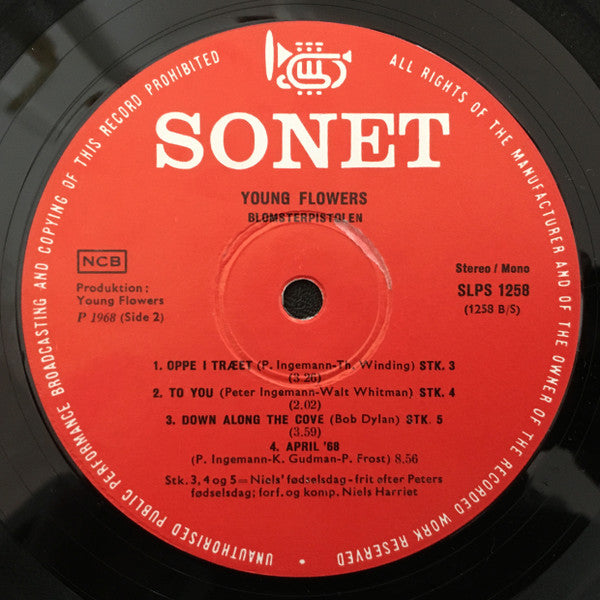 UNAUTHORISED PUBLIC PERFORMANCE BROADCASTING AND COPYING OF THIS RECORD PROHIBITED
ALL RIGHTS OF THE MANUFACTURER AND OF THE OWNER OF THE RECORDED WORK RESERVED
SONET
YOUNG FLOWERS
BLOMSTERPISTOLEN
NCB
Produktion:
Young Flowers
P 1968 (Side 2)
Stereo / Mono
SLPS 1258
(1258 B/S)
1. OPPE I TRÆET (P. Ingemann-Th. Winding) STK. 3
(3.26)
2. TO YOU (Peter Ingemann-Walt Whitman) STK. 4
(2.02)
3. DOWN ALONG THE COVE (Bob Dylan) STK. 5
(3.59)
4. APRIL '68
(P. Ingemann-K. Gudman-P. Frost) 8.56
Stk. 3, 4 og 5 = Niels' fødselsdag - frit efter Peters
fødselsdag; forf. og komp. Niels Harriet